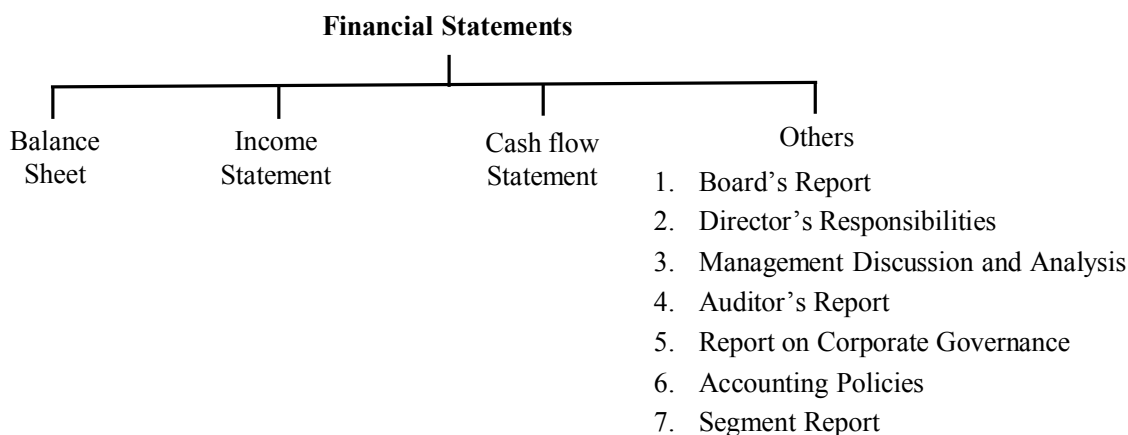 Financial Statements
Balance
Sheet
Income
Statement
Cash flow
Statement
Others
1. Board’s Report
2. Director’s Responsibilities
3. Management Discussion and Analysis
4. Auditor’s Report
5. Report on Corporate Governance
6. Accounting Policies
7. Segment Report